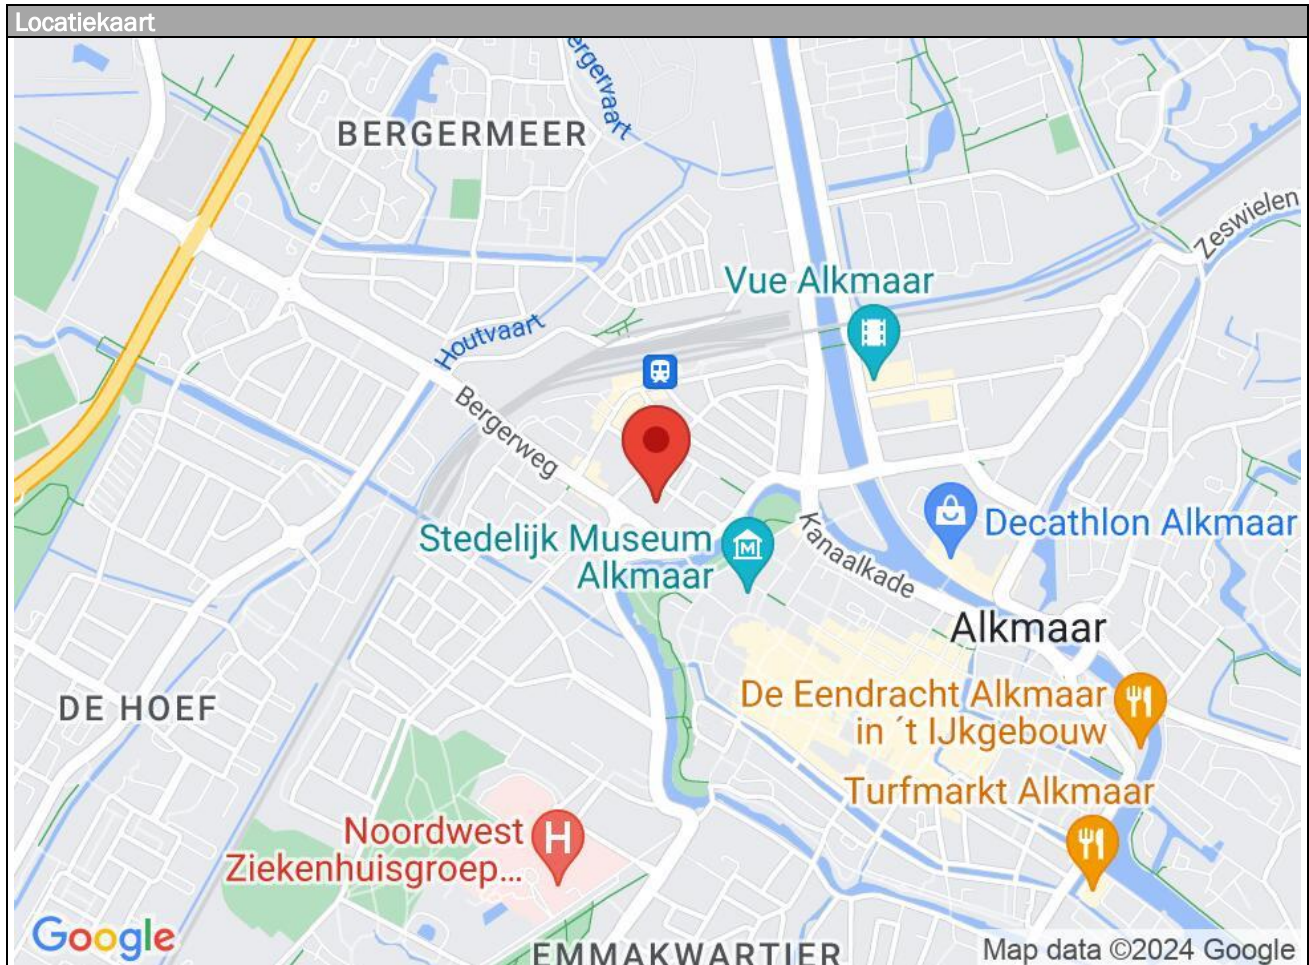 Locatiekaart
ergervaart
BERGERMEER
Zeswielen
Vue Alkmaar
Houtvaart
Bergerweg
Stedelijk Museum
Alkmaar
Kanaalkade
Decathlon Alkmaar
Alkmaar
DE HOEF
De Eendracht Alkmaar
in ´t IJkgebouw
Turfmarkt Alkmaar
Noordwest
Ziekenhuisgroep...
H
M
Google
EMMAKWARTIER
Map data ©2024 Google